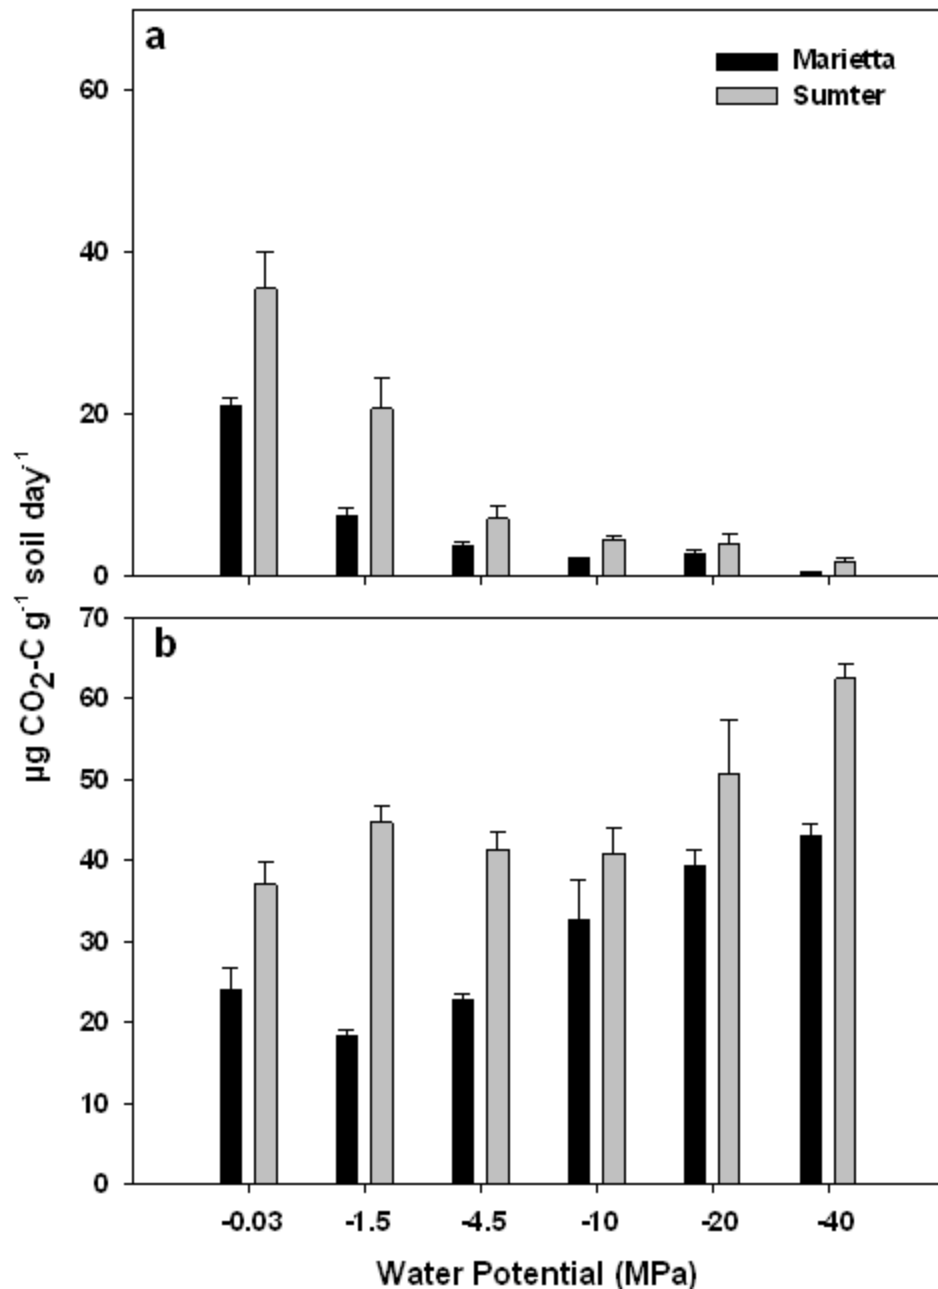 a
Marietta
Sumter
60
40
20
0
µg CO₂-C g⁻¹ soil day⁻¹
b
70
60
50
40
30
20
10
0
-0.03 -1.5 -4.5 -10 -20 -40
Water Potential (MPa)